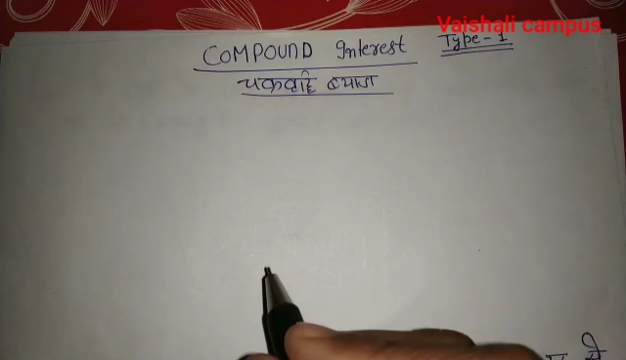 Vaishali campus
COMPOUND Interest Type-1
चक्रवृद्धि ब्याज